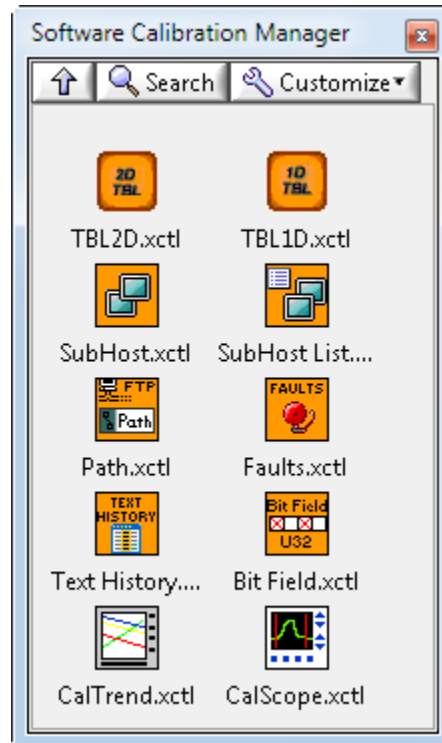 Software Calibration Manager
Search Customize
2D TBL 1D TBL
TBL2D.xctl TBL1D.xctl
SubHost.xctl SubHost List....
FTP Path FAULTS
Path.xctl Faults.xctl
TEXT HISTORY Bit Field U32
Text History.... Bit Field.xctl
CalTrend.xctl CalScope.xctl